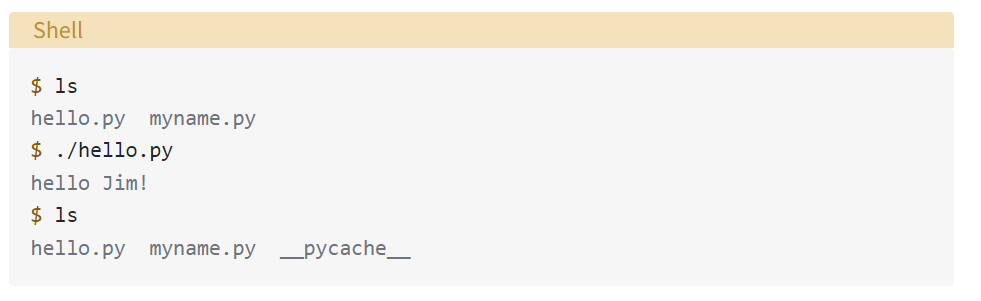 Shell
$ ls
hello.py  myname.py
$ ./hello.py
hello Jim!
$ ls
hello.py  myname.py  __pycache__